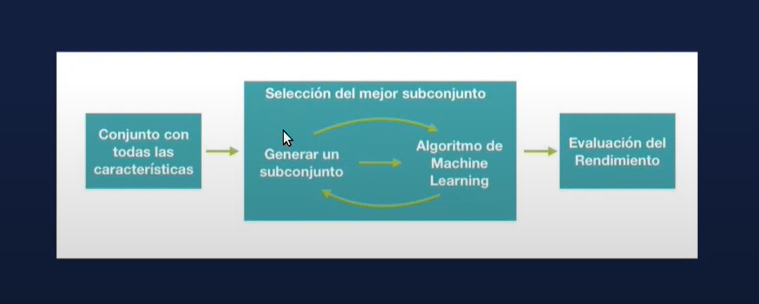 Selección del mejor subconjunto
Conjunto con
todas las
características
Generar un
subconjunto
Algoritmo de
Machine
Learning
Evaluación del
Rendimiento